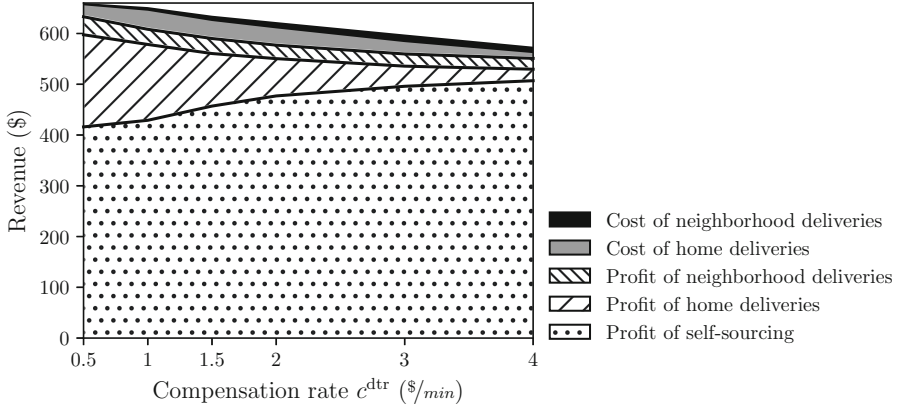 600
500
400
300
200
100
0
Revenue ($)
0.5 1 1.5 2 3 4
Compensation rate c^dtr ($/min)
Cost of neighborhood deliveries
Cost of home deliveries
Profit of neighborhood deliveries
Profit of home deliveries
Profit of self-sourcing